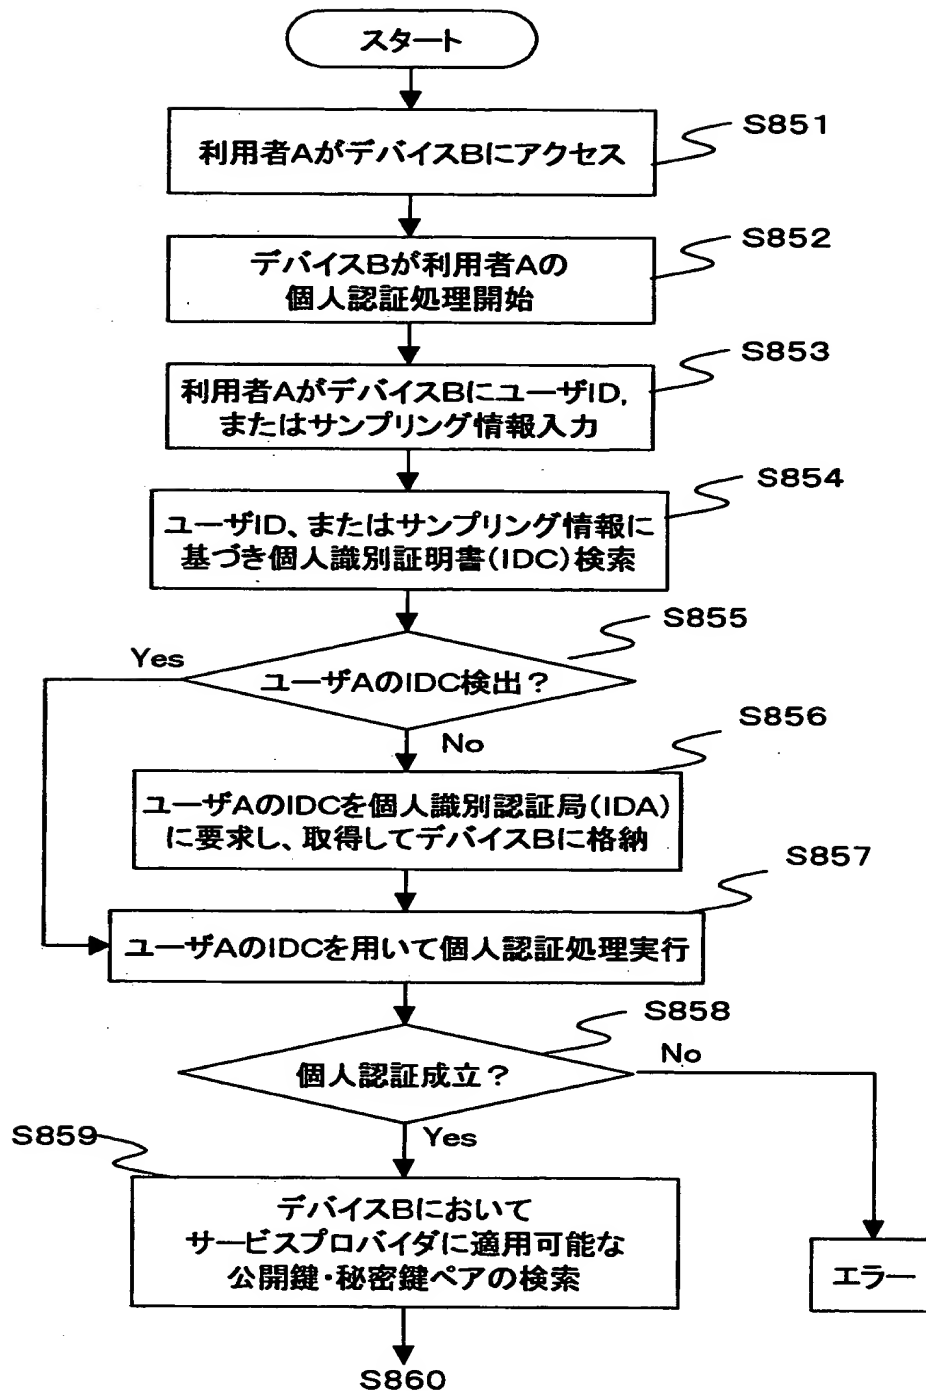 スタート
S851
利用者AがデバイスBにアクセス
S852
デバイスBが利用者Aの
個人認証処理開始
S853
利用者AがデバイスBにユーザID,
またはサンプリング情報入力
S854
ユーザID、またはサンプリング情報に
基づき個人識別証明書(IDC)検索
S855
Yes
ユーザAのIDC検出?
No
S856
ユーザAのIDCを個人識別認証局(IDA)
に要求し、取得してデバイスBに格納
S857
ユーザAのIDCを用いて個人認証処理実行
S858
No
個人認証成立?
Yes
S859
デバイスBにおいて
サービスプロバイダに適用可能な
公開鍵・秘密鍵ペアの検索
エラー
S860